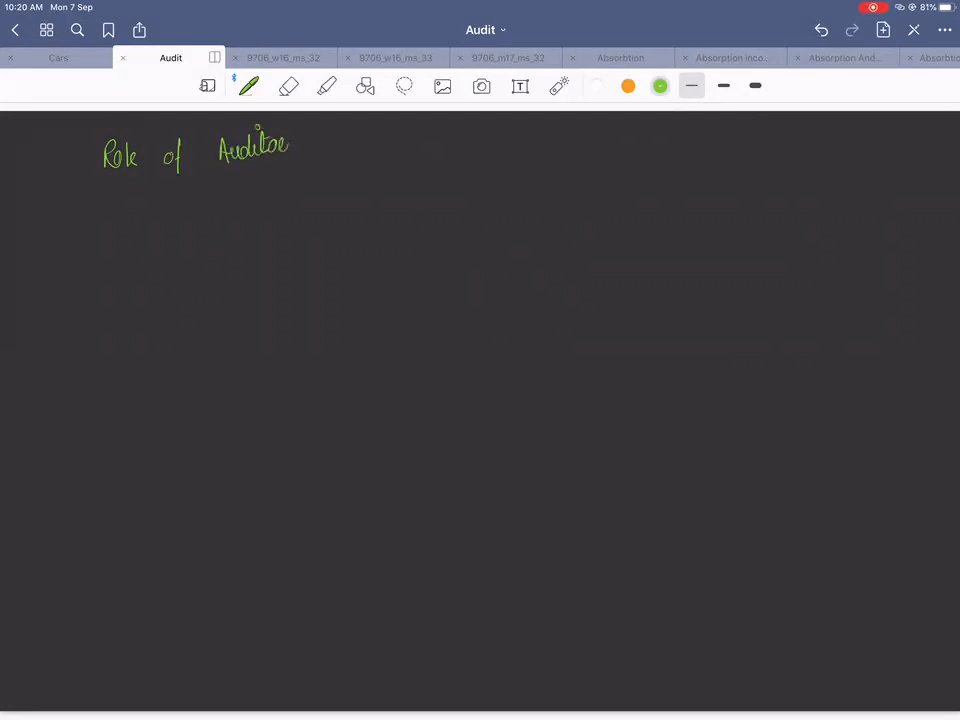 10:20 AM Mon 7 Sep 81%
Audit
Cars Audit 9706_w16_ms_32 9706_w16_ms_33 9706_m17_ms_32 Absorbtion Absorption inco... Absorption And... Absorbtio
T
Role of Auditor